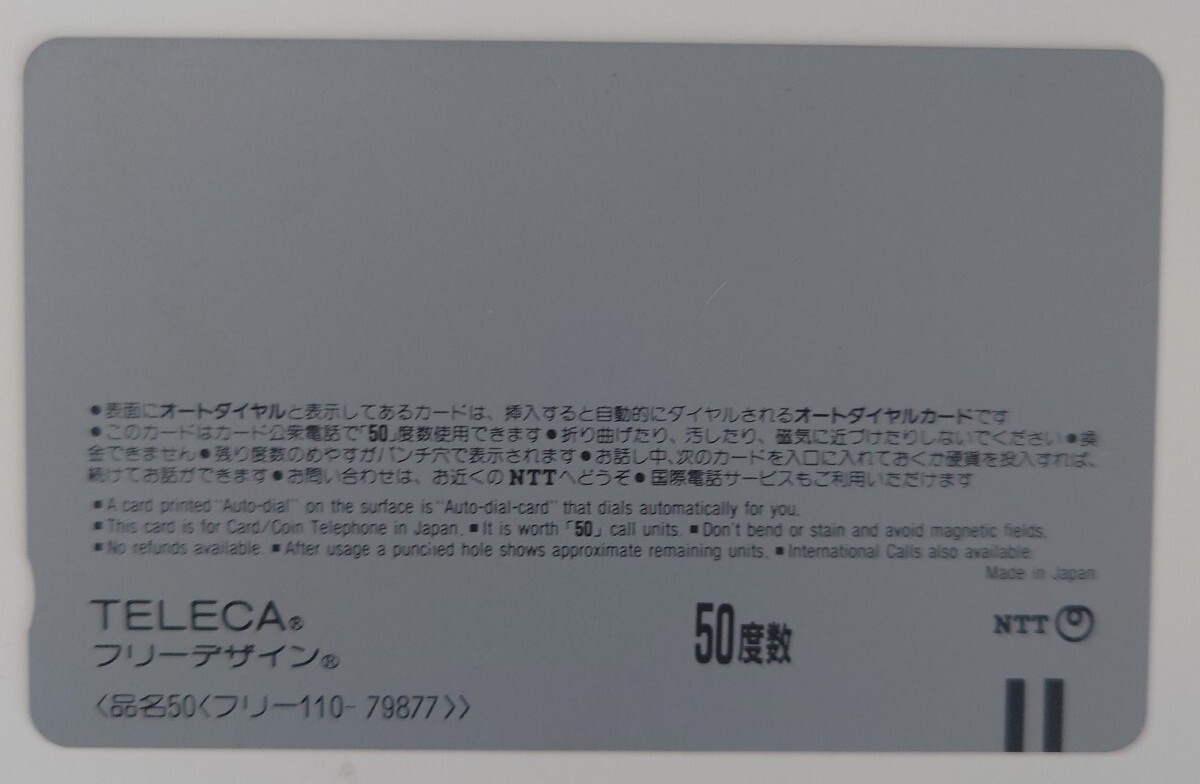 ●表面にオートダイヤルと表示してあるカードは、挿入すると自動的にダイヤルされるオートダイヤルカードです
●このカードはカード公衆電話で「50」度数使用できます●折り曲げたり、汚したり、磁気に近づけたりしないでください●換
金できません●残り度数のめやすがパンチ穴で表示されます●お話し中、次のカードを入口に入れておくか硬貨を投入すれば、
続けてお話ができます●お問い合わせは、お近くのNTTへどうぞ●国際電話サービスもご利用いただけます
■A card printed "Auto-dial" on the surface is "Auto-dial-card" that dials automatically for you.
■This card is for Card/Coin Telephone in Japan. ■It is worth「50」call units. ■Don't bend or stain and avoid magnetic fields.
■No refunds available. ■After usage a punched hole shows approximate remaining units. ■International Calls also available.
Made in Japan
TELECA®
フリーデザイン®
50度数
NTT
〈品名50〈フリー110-79877〉〉